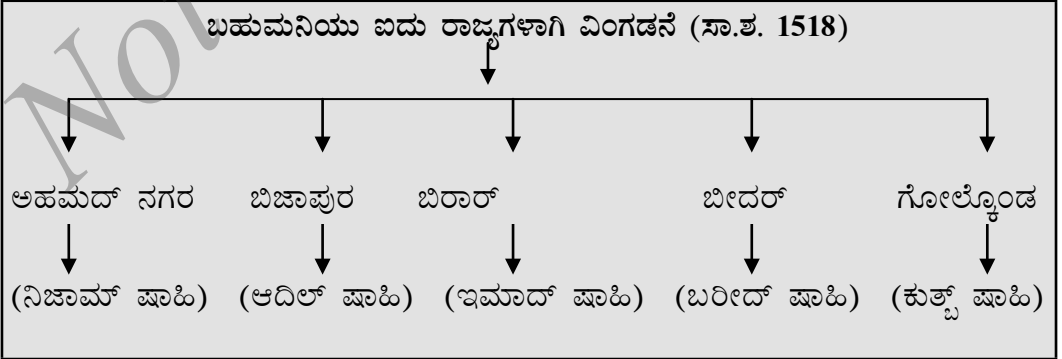 ಬಹುಮನಿಯು ಐದು ರಾಜ್ಯಗಳಾಗಿ ವಿಂಗಡನೆ (ಸಾ.ಶ. 1518)
ಅಹಮದ್ ನಗರ ಬಿಜಾಪುರ ಬಿರಾರ್ ಬೀದರ್ ಗೋಲ್ಕೊಂಡ
(ನಿಜಾಮ್ ಷಾಹಿ) (ಆದಿಲ್ ಷಾಹಿ) (ಇಮಾದ್ ಷಾಹಿ) (ಬರೀದ್ ಷಾಹಿ) (ಕುತ್ಬ್ ಷಾಹಿ)